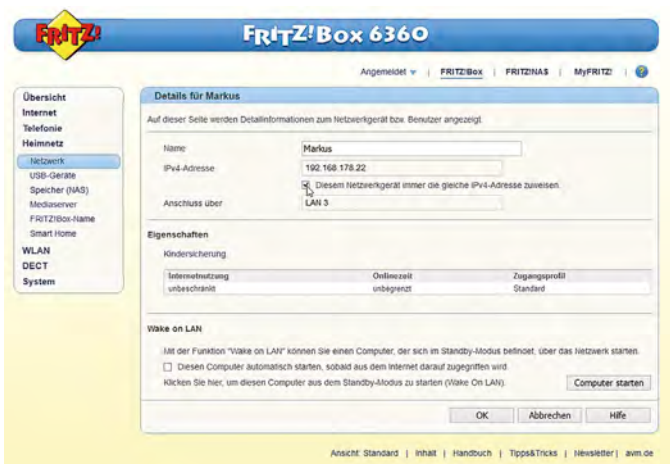 FRITZ!
FRITZ!Box 6360
Angemeldet | FRITZ!Box | FRITZ!NAS | MyFRITZ! | ?
Übersicht
Internet
Telefonie
Heimnetz
Netzwerk
USB-Geräte
Speicher (NAS)
Mediaserver
FRITZ!Box-Name
Smart Home
WLAN
DECT
System
Details für Markus
Auf dieser Seite werden Detailinformationen zum Netzwerkgerät bzw. Benutzer angezeigt.
Name Markus
IPv4-Adresse 192.168.178.22
Diesem Netzwerkgerät immer die gleiche IPv4-Adresse zuweisen.
Anschluss über LAN 3
Eigenschaften
Kindersicherung
Internetnutzung Onlinezeit Zugangsprofil
unbeschränkt unbegrenzt Standard
Wake on LAN
Mit der Funktion "Wake on LAN" können Sie einen Computer, der sich im Standby-Modus befindet, über das Netzwerk starten.
Diesen Computer automatisch starten, sobald aus dem Internet darauf zugegriffen wird.
Klicken Sie hier, um diesen Computer aus dem Standby-Modus zu starten (Wake On LAN). Computer starten
OK Abbrechen Hilfe
Ansicht: Standard | Inhalt | Handbuch | Tipps&Tricks | Newsletter | avm.de